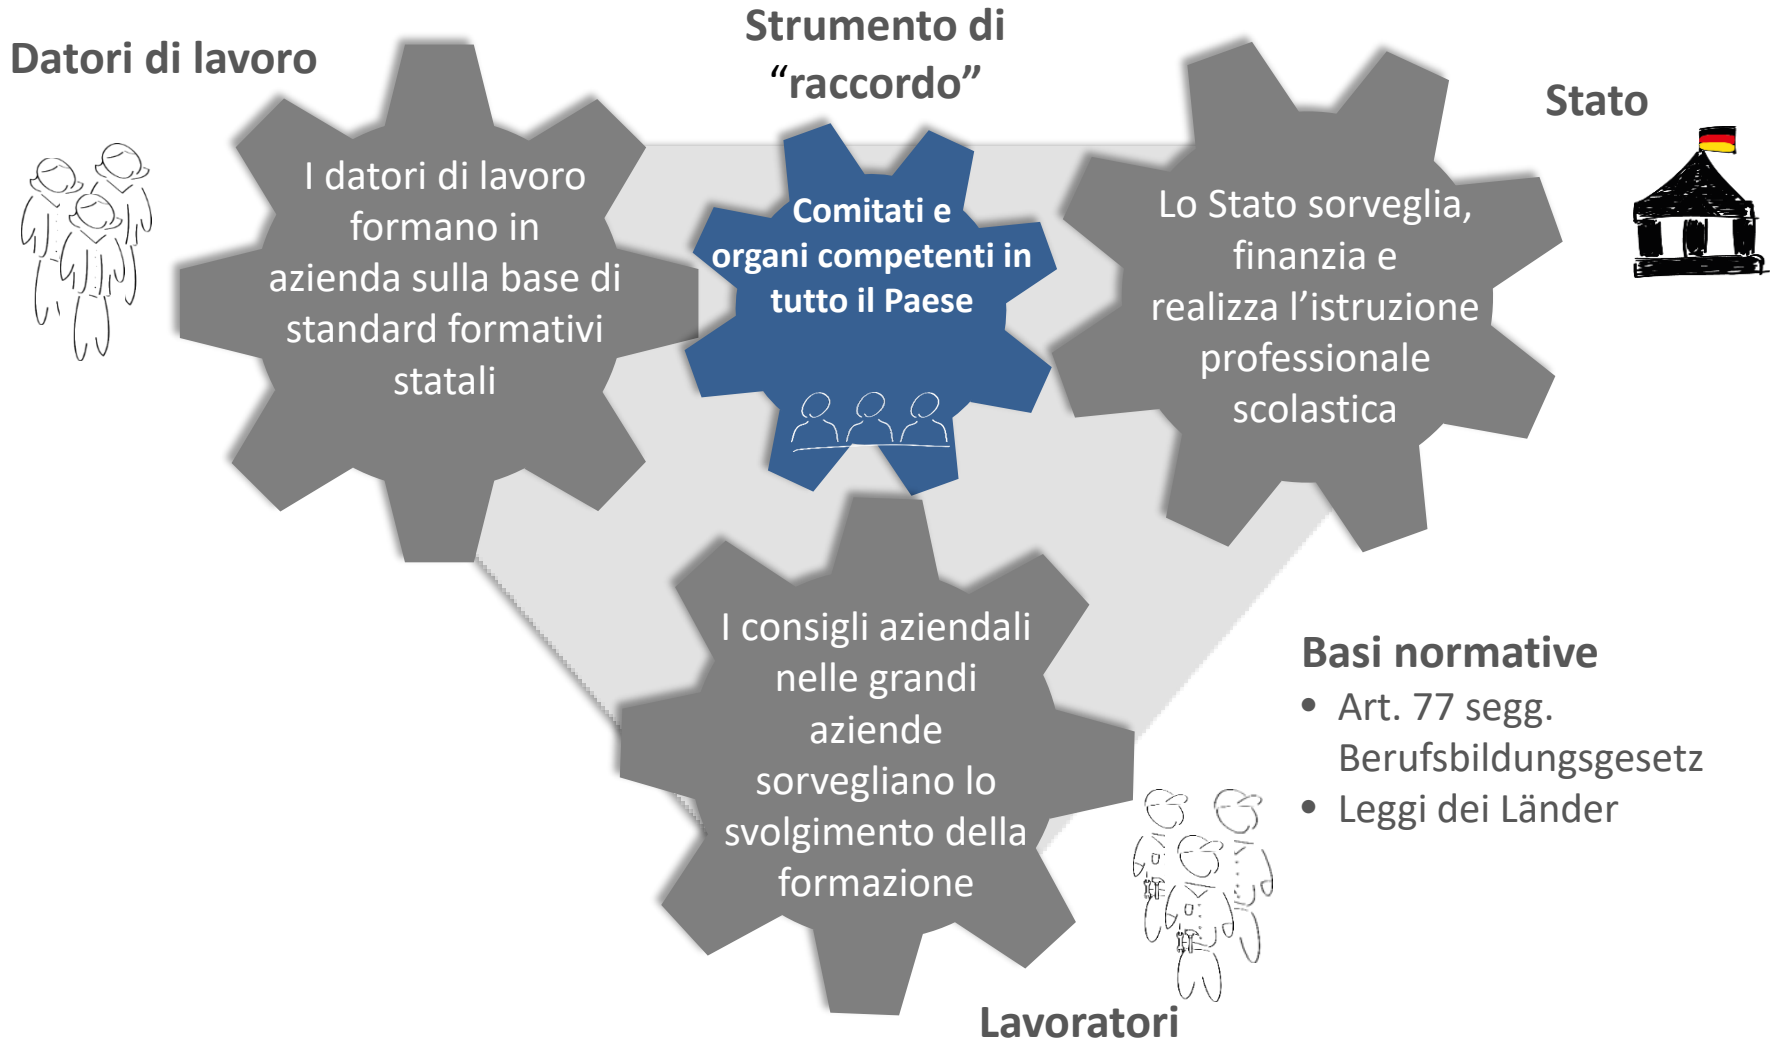 Datori di lavoro
Strumento di
“raccordo”
Stato
I datori di lavoro
formano in
azienda sulla base di
standard formativi
statali
Comitati e
organi competenti in
tutto il Paese
Lo Stato sorveglia,
finanzia e
realizza l’istruzione
professionale
scolastica
I consigli aziendali
nelle grandi
aziende
sorvegliano lo
svolgimento della
formazione
Lavoratori
Basi normative
• Art. 77 segg.
Berufsbildungsgesetz
• Leggi dei Länder